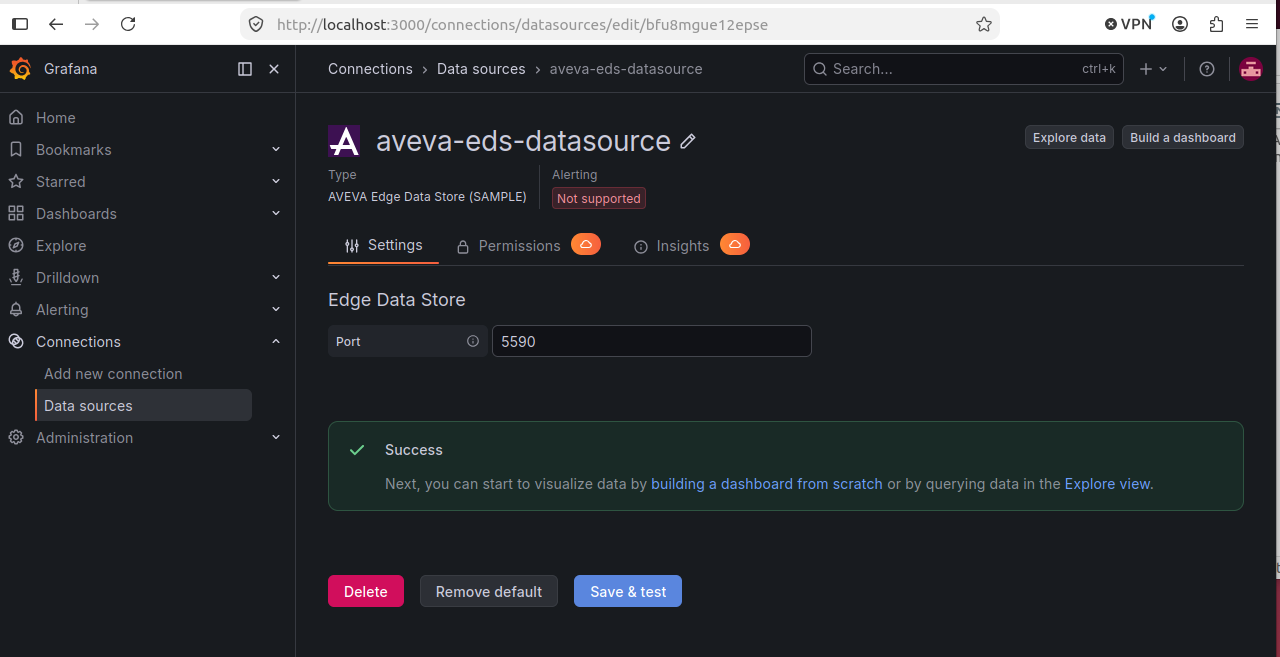 http://localhost:3000/connections/datasources/edit/bfu8mgue12epse
VPN
Grafana
Connections › Data sources › aveva-eds-datasource
Search... ctrl+k
Home
Bookmarks
Starred
Dashboards
Explore
Drilldown
Alerting
Connections
Add new connection
Data sources
Administration
aveva-eds-datasource
Explore data
Build a dashboard
Type
Alerting
AVEVA Edge Data Store (SAMPLE)
Not supported
Settings
Permissions
Insights
Edge Data Store
Port
5590
Success
Next, you can start to visualize data by building a dashboard from scratch or by querying data in the Explore view.
Delete
Remove default
Save & test